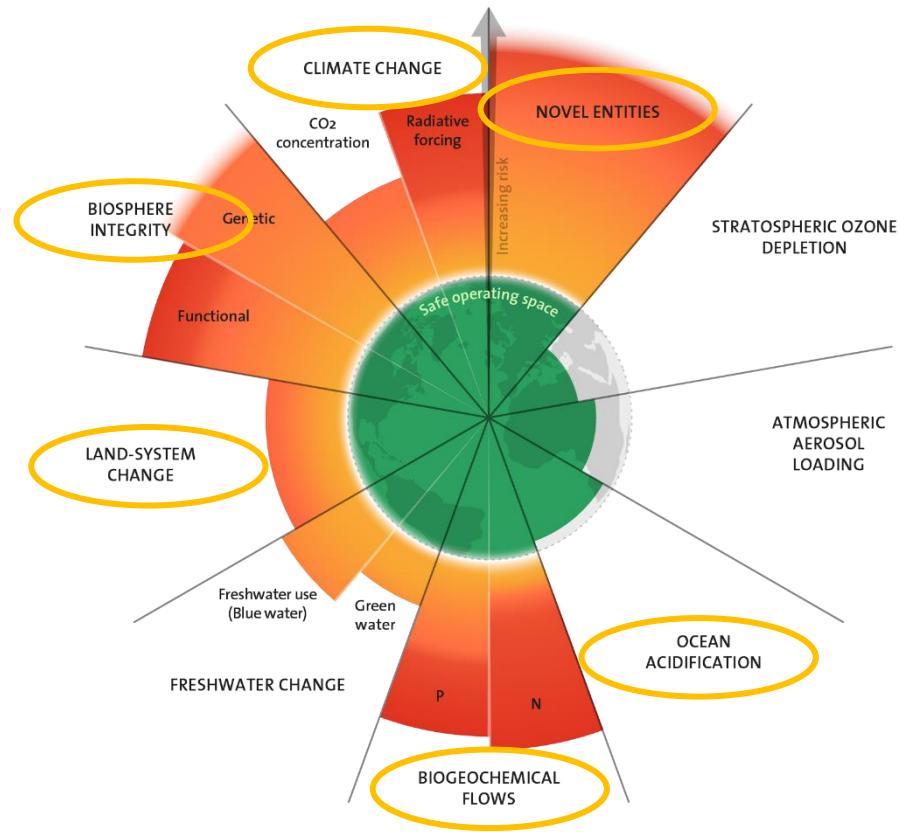 CLIMATE CHANGE
NOVEL ENTITIES
CO2
concentration
Radiative
forcing
Increasing risk
BIOSPHERE
INTEGRITY
Genetic
STRATOSPHERIC OZONE
DEPLETION
Safe operating space
Functional
LAND-SYSTEM
CHANGE
ATMOSPHERIC
AEROSOL
LOADING
Freshwater use
(Blue water)
Green
water
FRESHWATER CHANGE
OCEAN
ACIDIFICATION
P
N
BIOGEOCHEMICAL
FLOWS